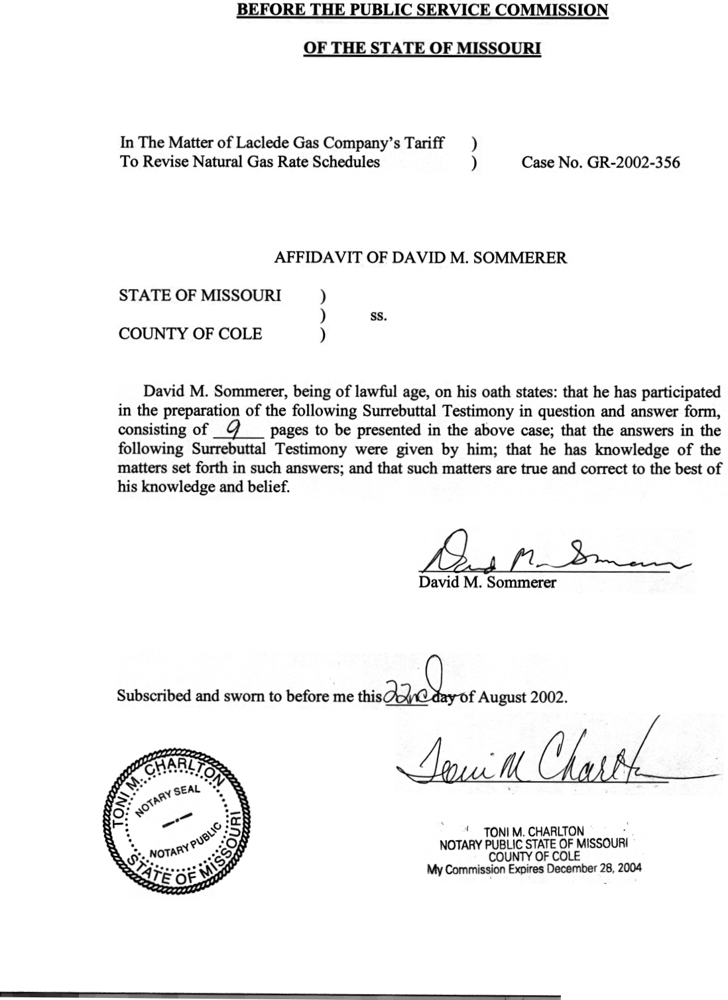 BEFORE THE PUBLIC SERVICE COMMISSION
OF THE STATE OF MISSOURI
In The Matter of Laclede Gas Company's Tariff )
To Revise Natural Gas Rate Schedules ) Case No. GR-2002-356
AFFIDAVIT OF DAVID M. SOMMERER
STATE OF MISSOURI )
) ss.
COUNTY OF COLE )
David M. Sommerer, being of lawful age, on his oath states: that he has participated
in the preparation of the following Surrebuttal Testimony in question and answer form,
consisting of 9 pages to be presented in the above case; that the answers in the
following Surrebuttal Testimony were given by him; that he has knowledge of the
matters set forth in such answers; and that such matters are true and correct to the best of
his knowledge and belief.
David M. Sommerer
David M. Sommerer
Subscribed and sworn to before me this 22nd day of August 2002.
Toni M Charlton
TONI M. CHARLTON
NOTARY SEAL
NOTARY PUBLIC
STATE OF MISSOURI
TONI M. CHARLTON
NOTARY PUBLIC STATE OF MISSOURI
COUNTY OF COLE
My Commission Expires December 28, 2004